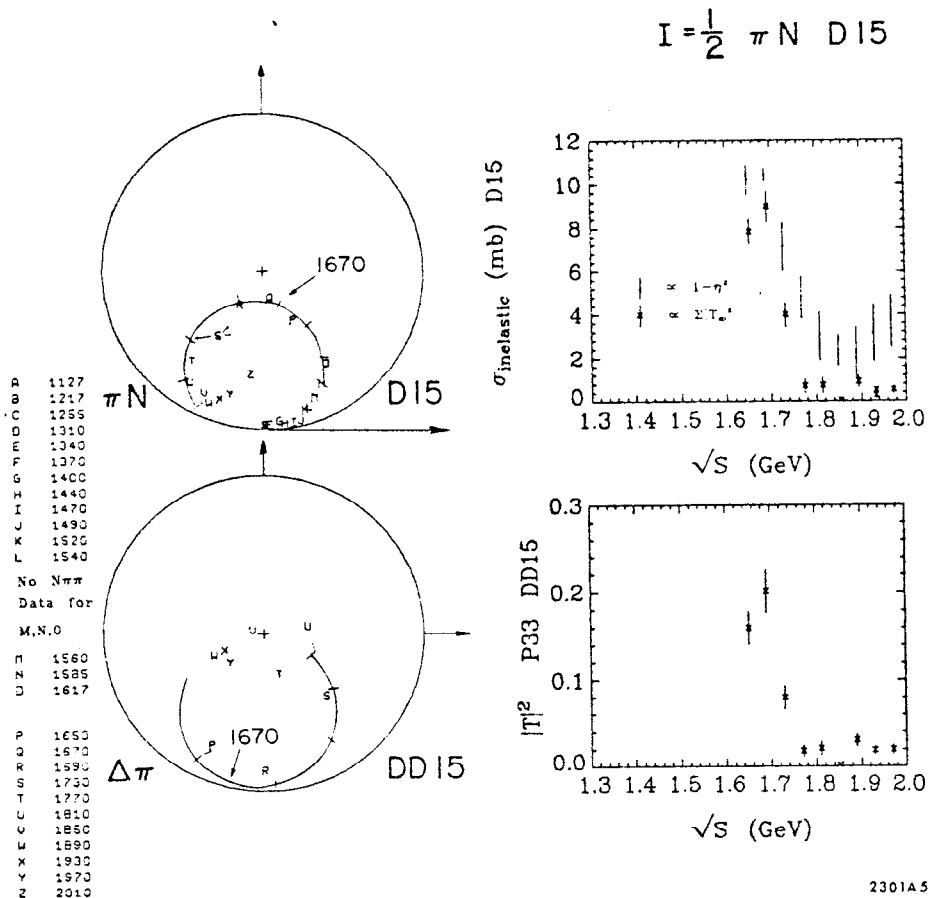 I = 1/2 πN D15
1670
πN
D15
A 1127
B 1217
C 1255
D 1310
E 1340
F 1370
G 1400
H 1440
I 1470
J 1490
K 1520
L 1540
No Nππ
Data for
M,N,O
M 1560
N 1585
O 1617
P 1650
Q 1670
R 1690
S 1730
T 1770
U 1810
V 1850
W 1890
X 1930
Y 1970
Z 2010
1670
Δπ
DD15
σinelastic (mb) D15
12
10
8
6
4
2
0
∝ 1-η²
1.3 1.4 1.5 1.6 1.7 1.8 1.9 2.0
√S (GeV)
|T|² P33 DD15
0.3
0.2
0.1
0.0
1.3 1.4 1.5 1.6 1.7 1.8 1.9 2.0
√S (GeV)
2301A5